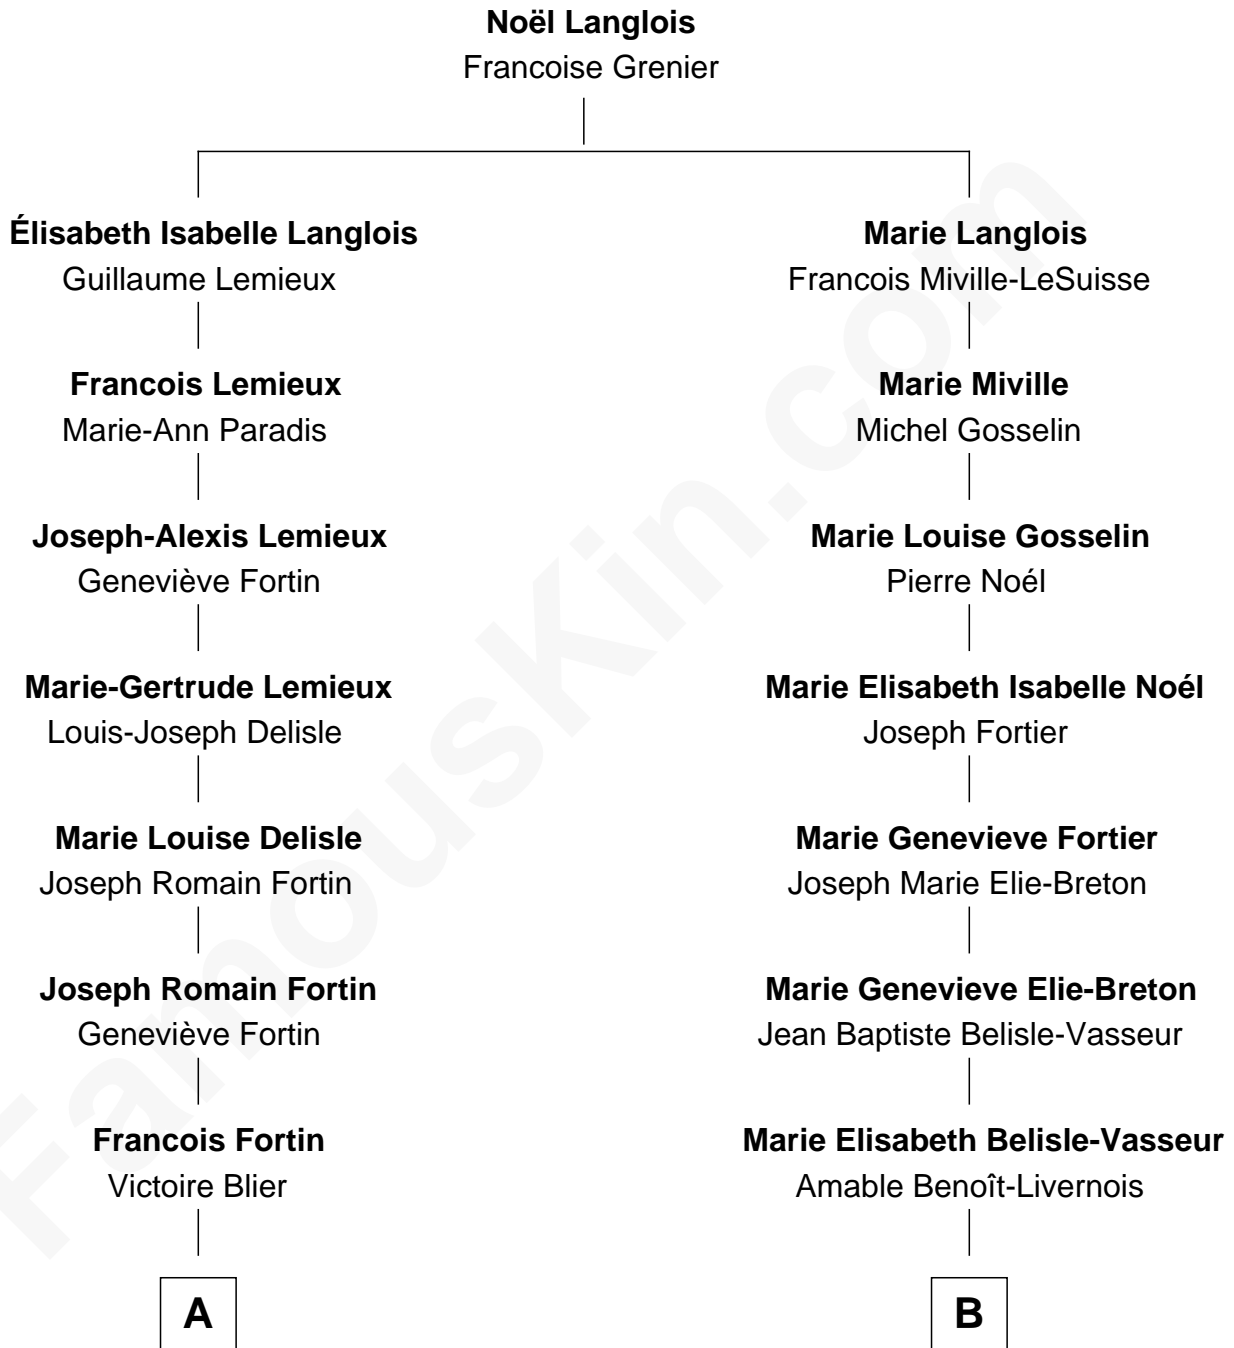 Noël Langlois
Francoise Grenier
Élisabeth Isabelle Langlois
Guillaume Lemieux
Marie Langlois
Francois Miville-LeSuisse
Francois Lemieux
Marie-Ann Paradis
Marie Miville
Michel Gosselin
Joseph-Alexis Lemieux
Geneviève Fortin
Marie Louise Gosselin
Pierre Noél
Marie-Gertrude Lemieux
Louis-Joseph Delisle
Marie Elisabeth Isabelle Noél
Joseph Fortier
Marie Louise Delisle
Joseph Romain Fortin
Marie Genevieve Fortier
Joseph Marie Elie-Breton
Joseph Romain Fortin
Geneviève Fortin
Marie Genevieve Elie-Breton
Jean Baptiste Belisle-Vasseur
Francois Fortin
Victoire Blier
Marie Elisabeth Belisle-Vasseur
Amable Benoît-Livernois
A
B
FamousKin.com